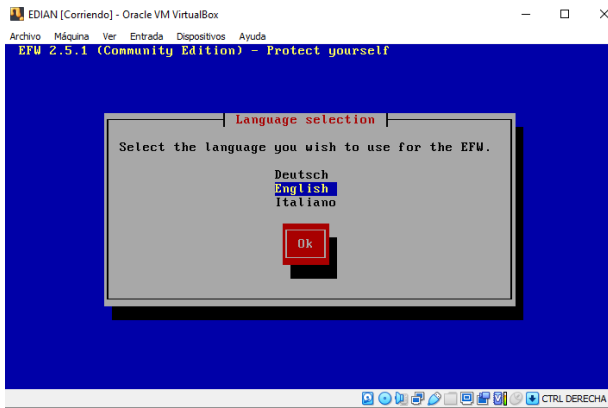 EDIAN [Corriendo] - Oracle VM VirtualBox
Archivo Máquina Ver Entrada Dispositivos Ayuda
EFW 2.5.1 (Community Edition) - Protect yourself
Language selection
Select the language you wish to use for the EFW.
Deutsch
English
Italiano
Ok
CTRL DERECHA